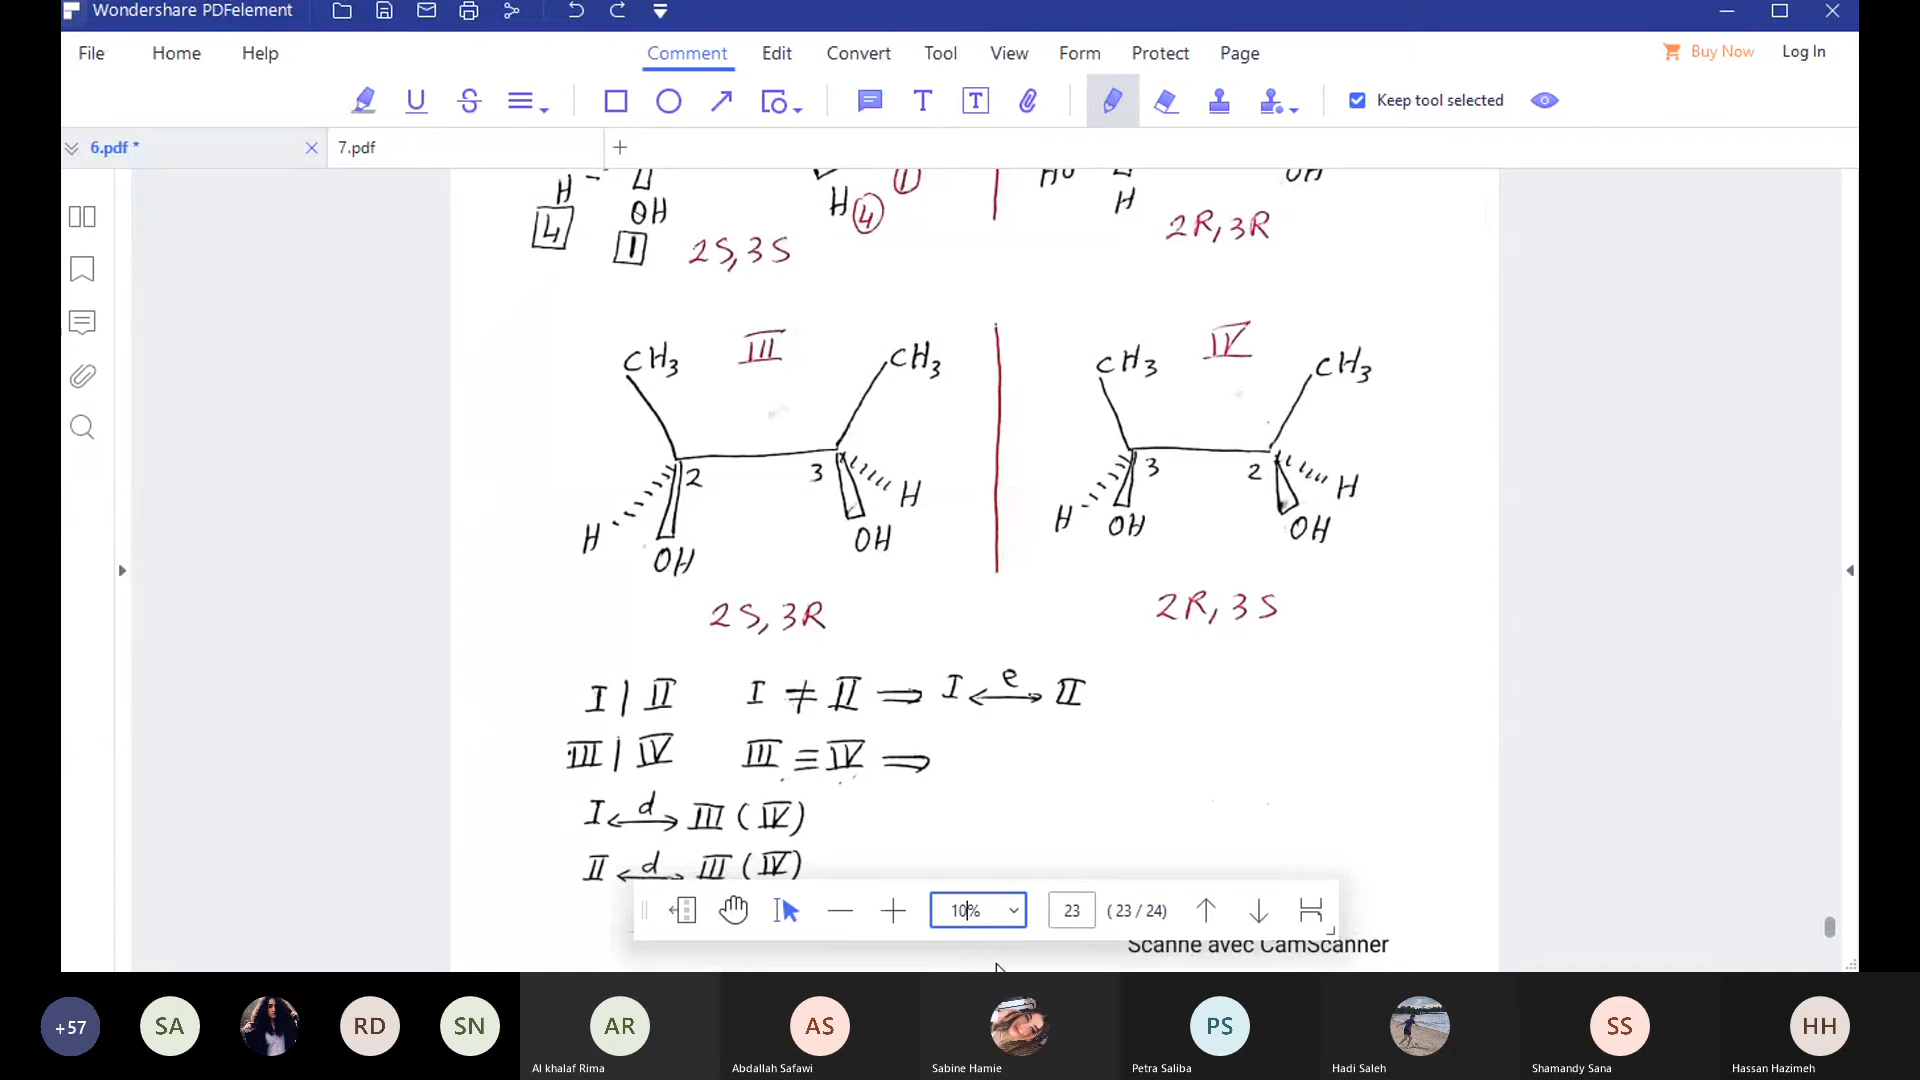 Wondershare PDFelement
File Home Help Comment Edit Convert Tool View Form Protect Page Buy Now Log In
Keep tool selected
6.pdf * 7.pdf
H OH H HO H OH
4 1 4 1
2S,3S 2R,3R
III IV
CH3 CH3 CH3 CH3
2 3 3 2
H OH OH H H OH OH H
2S,3R 2R,3S
I | II I ≠ II ⇒ I ⟷ e II
III | IV III ≡ IV ⇒
I ⟷ d III (IV)
II ⟷ d III (IV)
10% 23 (23 / 24)
Scanné avec CamScanner
+57 SA RD SN AR AS PS SS HH
Al khalaf Rima Abdallah Safawi Sabine Hamie Petra Saliba Hadi Saleh Shamandy Sana Hassan Hazimeh